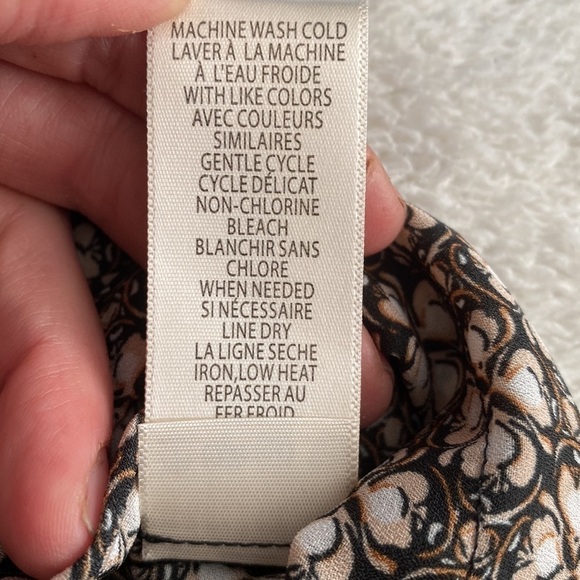 MACHINE WASH COLD
LAVER À LA MACHINE
À L'EAU FROIDE
WITH LIKE COLORS
AVEC COULEURS
SIMILAIRES
GENTLE CYCLE
CYCLE DÉLICAT
NON-CHLORINE
BLEACH
BLANCHIR SANS
CHLORE
WHEN NEEDED
SI NÉCESSAIRE
LINE DRY
LA LIGNE SECHE
IRON,LOW HEAT
REPASSER AU
FER FROID